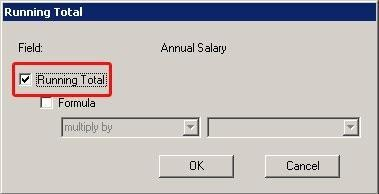 Running Total
Field: Annual Salary
Running Total
Formula
multiply by
OK Cancel